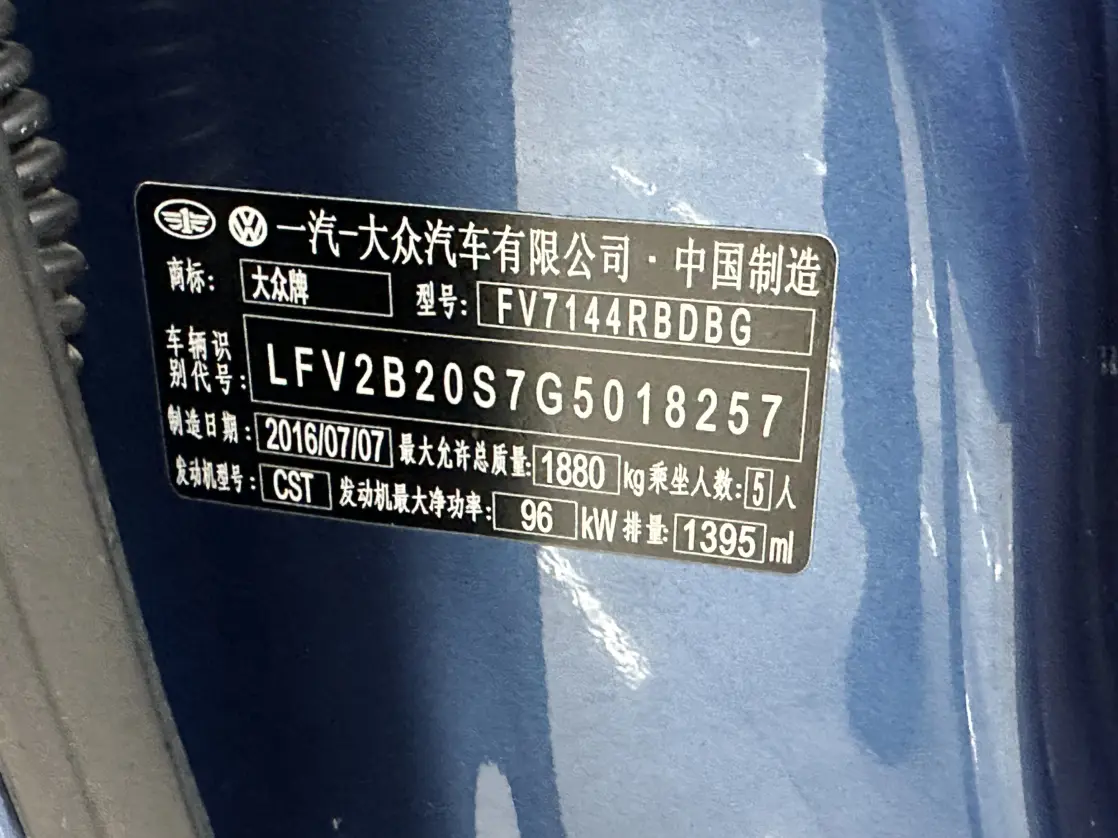 一汽-大众汽车有限公司·中国制造
商标: 大众牌 型号: FV7144RBDBG
车辆识别代号: LFV2B20S7G5018257
制造日期: 2016/07/07 最大允许总质量: 1880 kg 乘坐人数: 5 人
发动机型号: CST 发动机最大净功率: 96 kW 排量: 1395 ml